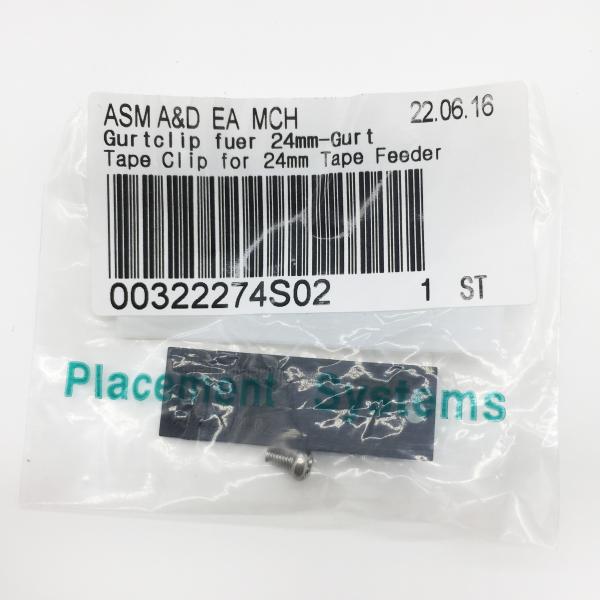 ASM A&D EA MCH 22.06.16
Gurtclip fuer 24mm-Gurt
Tape Clip for 24mm Tape Feeder
00322274S02 1 ST
Placement Systems